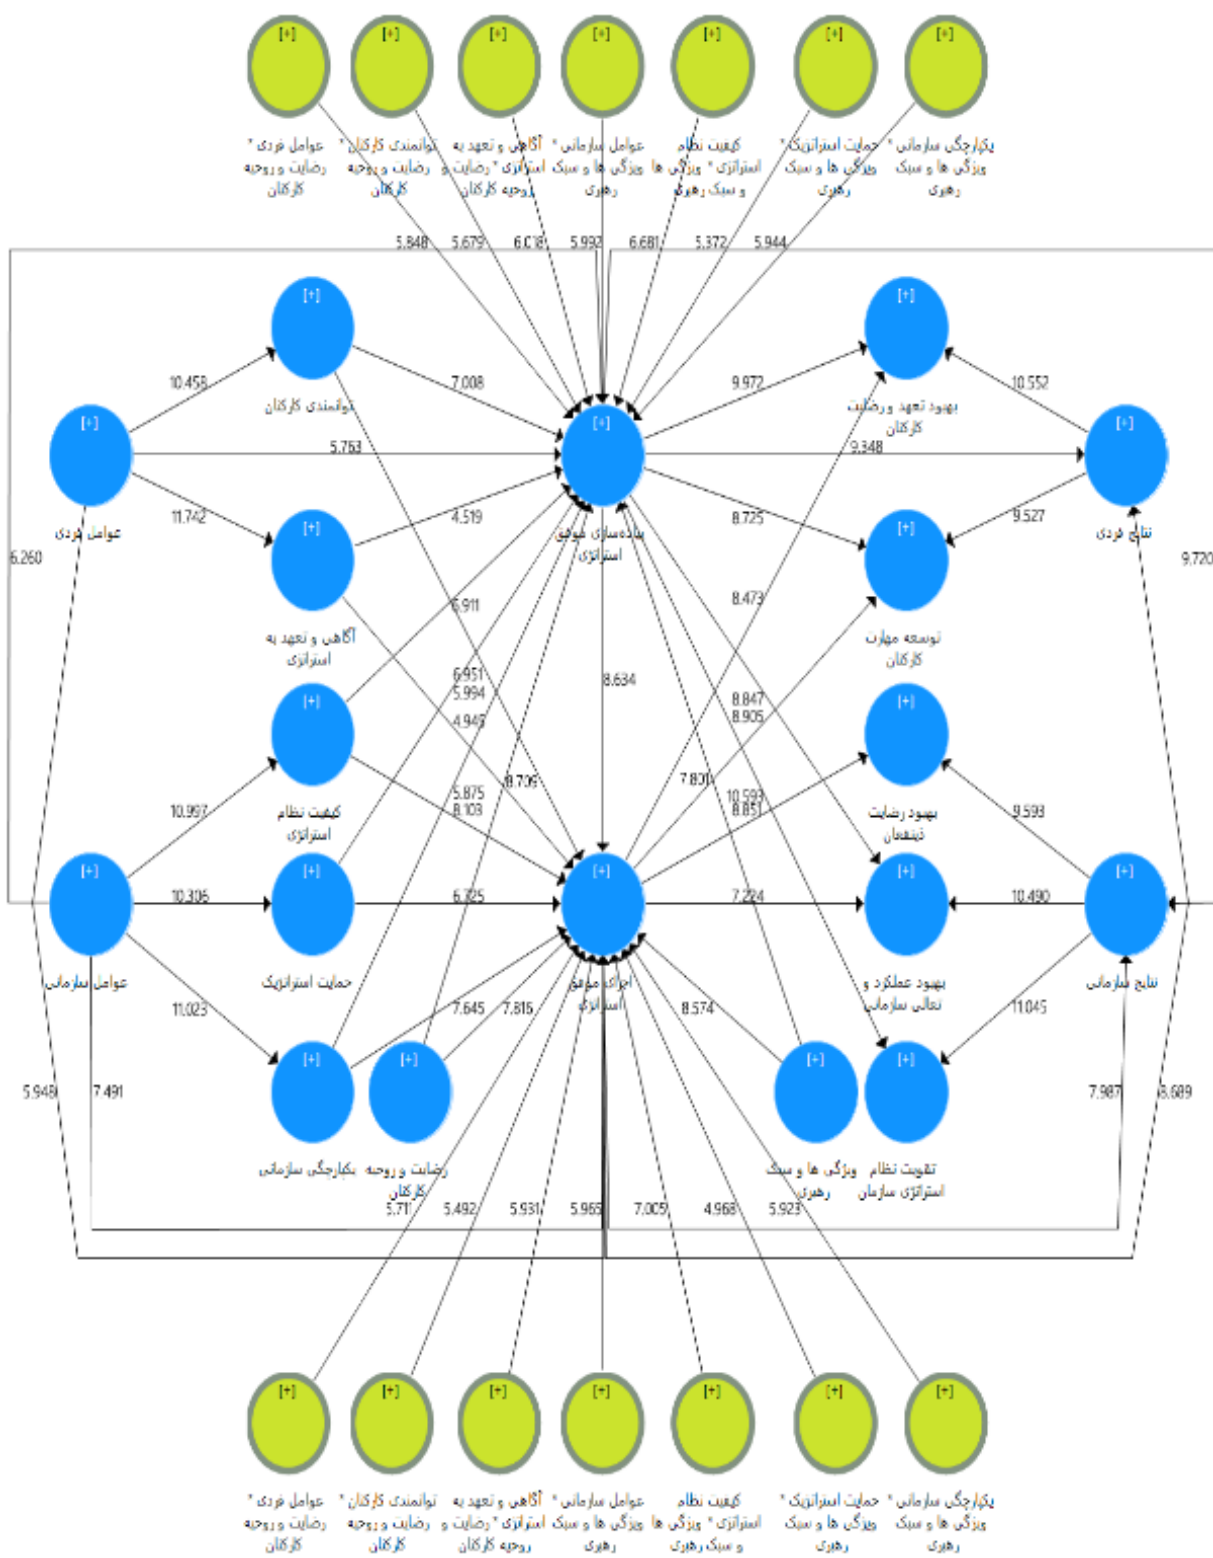 [+] [+] [+] [+] [+] [+] [+]
عوامل فردی *
رضایت و روحیه
کارکنان
توانمندی کارکنان *
رضایت و روحیه
کارکنان
آگاهی و تعهد به
استراتژی * رضایت و
روحیه کارکنان
عوامل سازمانی *
ویژگی ها و سبک
رهبری
کیفیت نظام
استراتژی * ویژگی ها
و سبک رهبری
حمایت استراتژیک *
ویژگی ها و سبک
رهبری
یکپارچگی سازمانی *
ویژگی ها و سبک
رهبری
5.848 5.679 6.018 5.992 6.681 5.372 5.944
[+] [+]
10.458 7.008 9.972 10.552
توانمندی کارکنان
بهبود تعهد و رضایت
کارکنان
[+] [+] [+]
5.763 9.348
11.742 4.519 8.725 9.527
[+] [+]
عوامل فردی
پیاده‌سازی موفق
استراتژی
نتایج فردی
6.260 9.720
6.911 8.473
آگاهی و تعهد به
استراتژی
توسعه مهارت
کارکنان
6.951
5.994
4.945
8.634
8.847
8.905
[+] [+]
8.709 7.801
5.875
8.103
10.593
8.851
10.997 9.593
کیفیت نظام
استراتژی
بهبود رضایت
ذینفعان
[+] [+] [+] [+] [+]
10.306 6.725 7.224 10.490
عوامل سازمانی
حمایت استراتژیک
اجرای موفق
استراتژی
بهبود عملکرد و
تعالی سازمانی
نتایج سازمانی
11.023 7.645 7.816 8.574 11.045
[+] [+] [+] [+]
5.948 7.491 7.987 8.689
یکپارچگی سازمانی
رضایت و روحیه
کارکنان
ویژگی ها و سبک
رهبری
تقویت نظام
استراتژی سازمان
5.711 5.492 5.931 5.965 7.005 4.968 5.923
[+] [+] [+] [+] [+] [+] [+]
عوامل فردی *
رضایت و روحیه
کارکنان
توانمندی کارکنان *
رضایت و روحیه
کارکنان
آگاهی و تعهد به
استراتژی * رضایت و
روحیه کارکنان
عوامل سازمانی *
ویژگی ها و سبک
رهبری
کیفیت نظام
استراتژی * ویژگی ها
و سبک رهبری
حمایت استراتژیک *
ویژگی ها و سبک
رهبری
یکپارچگی سازمانی *
ویژگی ها و سبک
رهبری